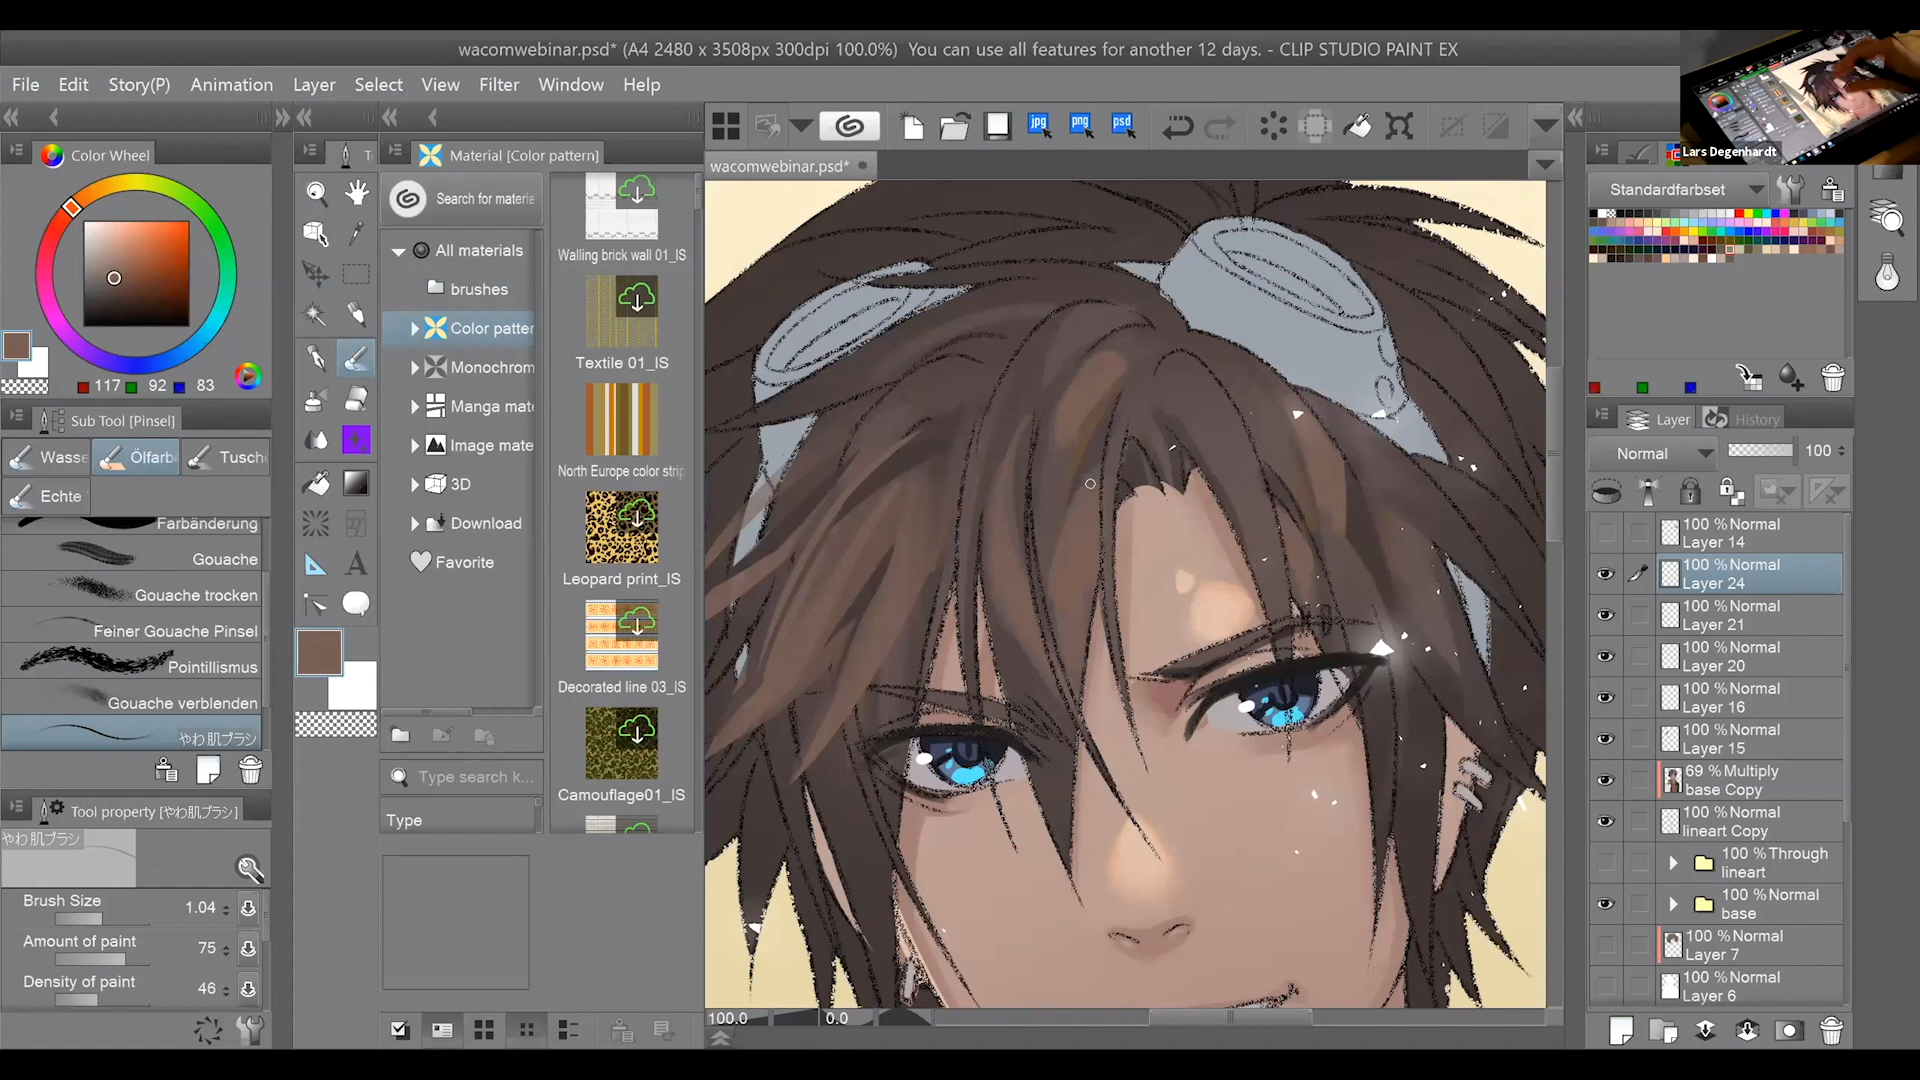 wacomwebinar.psd* (A4 2480 x 3508px 300dpi 100.0%)  You can use all features for another 12 days. - CLIP STUDIO PAINT EX
File Edit Story(P) Animation Layer Select View Filter Window Help
Lars Degenhardt
Color Wheel
117 92 83
Sub Tool [Pinsel]
Wasse Ölfarb Tusch
Echte
Farbänderung
Gouache
Gouache trocken
Feiner Gouache Pinsel
Pointillismus
Gouache verblenden
やわ肌ブラシ
Tool property [やわ肌ブラシ]
やわ肌ブラシ
Brush Size 1.04
Amount of paint 75
Density of paint 46
T
Material [Color pattern]
Search for materia
All materials
brushes
Color patter
Monochrom
Manga mate
Image mate
3D
Download
Favorite
Type search k...
Type
Walling brick wall 01_IS
Textile 01_IS
North Europe color strip
Leopard print_IS
Decorated line 03_IS
Camouflage01_IS
jpg png psd
wacomwebinar.psd*
100.0 0.0
Standardfarbset
Layer History
Normal 100
100 %Normal
Layer 14
100 %Normal
Layer 24
100 %Normal
Layer 21
100 %Normal
Layer 20
100 %Normal
Layer 16
100 %Normal
Layer 15
69 %Multiply
base Copy
100 %Normal
lineart Copy
100 %Through
lineart
100 %Normal
base
100 %Normal
Layer 7
100 %Normal
Layer 6